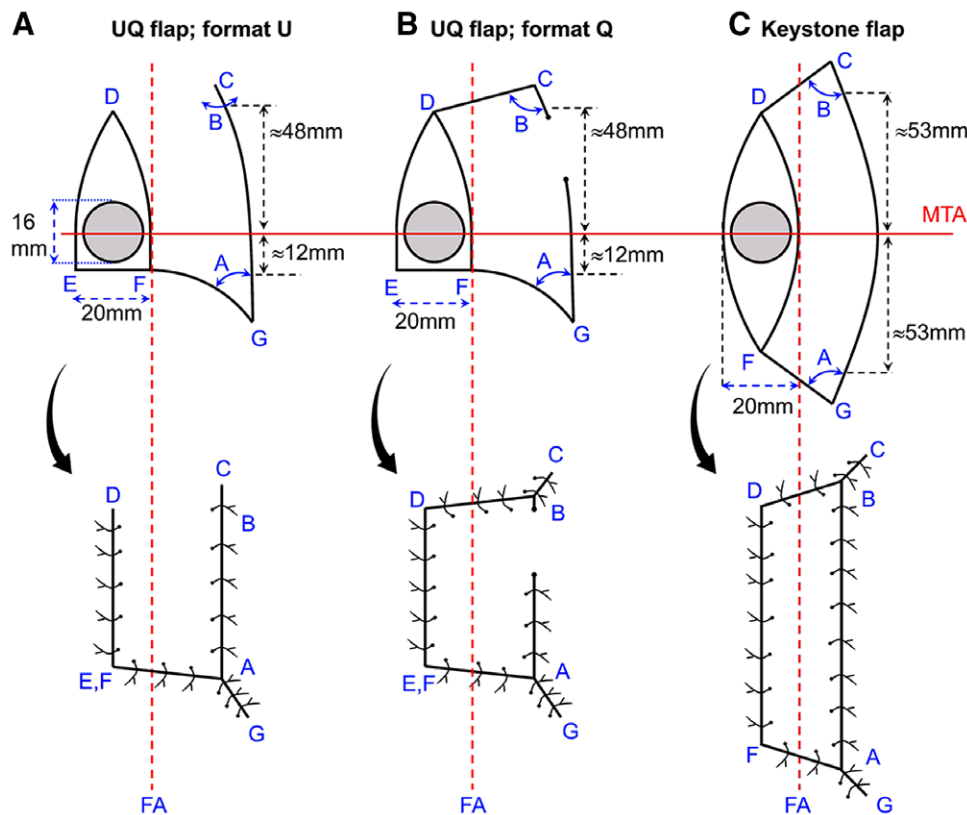 A UQ flap; format U
B UQ flap; format Q
C Keystone flap
D
C
B
≈48mm
16
mm
≈12mm
A
E F
20mm
G
D
C
B
≈48mm
≈12mm
A
E F
20mm
G
C
D
B
≈53mm
MTA
≈53mm
F
A
20mm
G
D
C
B
E,F
A
G
FA
D
C
B
E,F
A
G
FA
C
D
B
F
A
G
FA